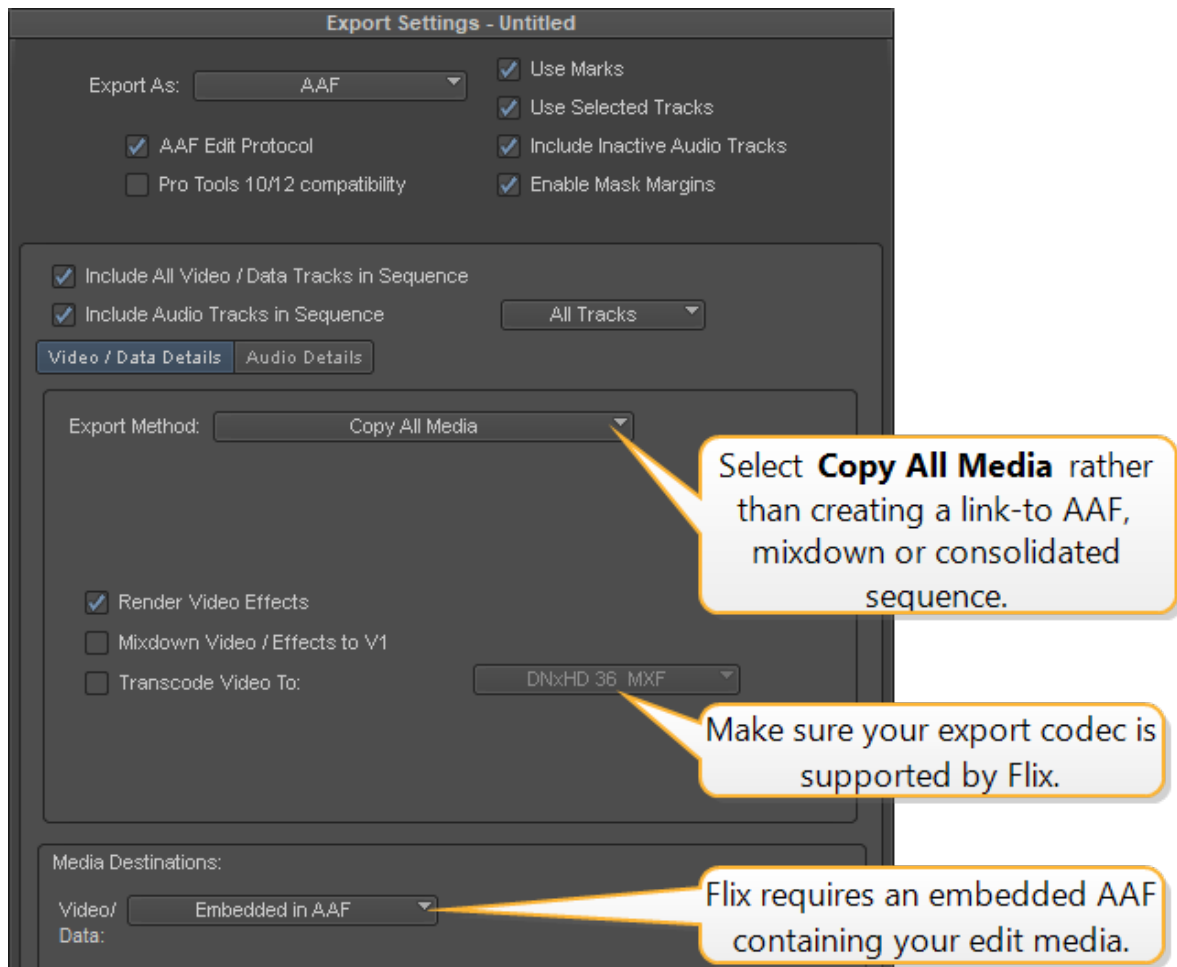 Export Settings - Untitled
Export As: AAF
Use Marks
Use Selected Tracks
AAF Edit Protocol
Include Inactive Audio Tracks
Pro Tools 10/12 compatibility
Enable Mask Margins
Include All Video / Data Tracks in Sequence
Include Audio Tracks in Sequence All Tracks
Video / Data Details Audio Details
Export Method: Copy All Media
Select Copy All Media rather
than creating a link-to AAF,
mixdown or consolidated
sequence.
Render Video Effects
Mixdown Video / Effects to V1
Transcode Video To: DNxHD 36 MXF
Make sure your export codec is
supported by Flix.
Media Destinations:
Video/ Embedded in AAF
Data:
Flix requires an embedded AAF
containing your edit media.